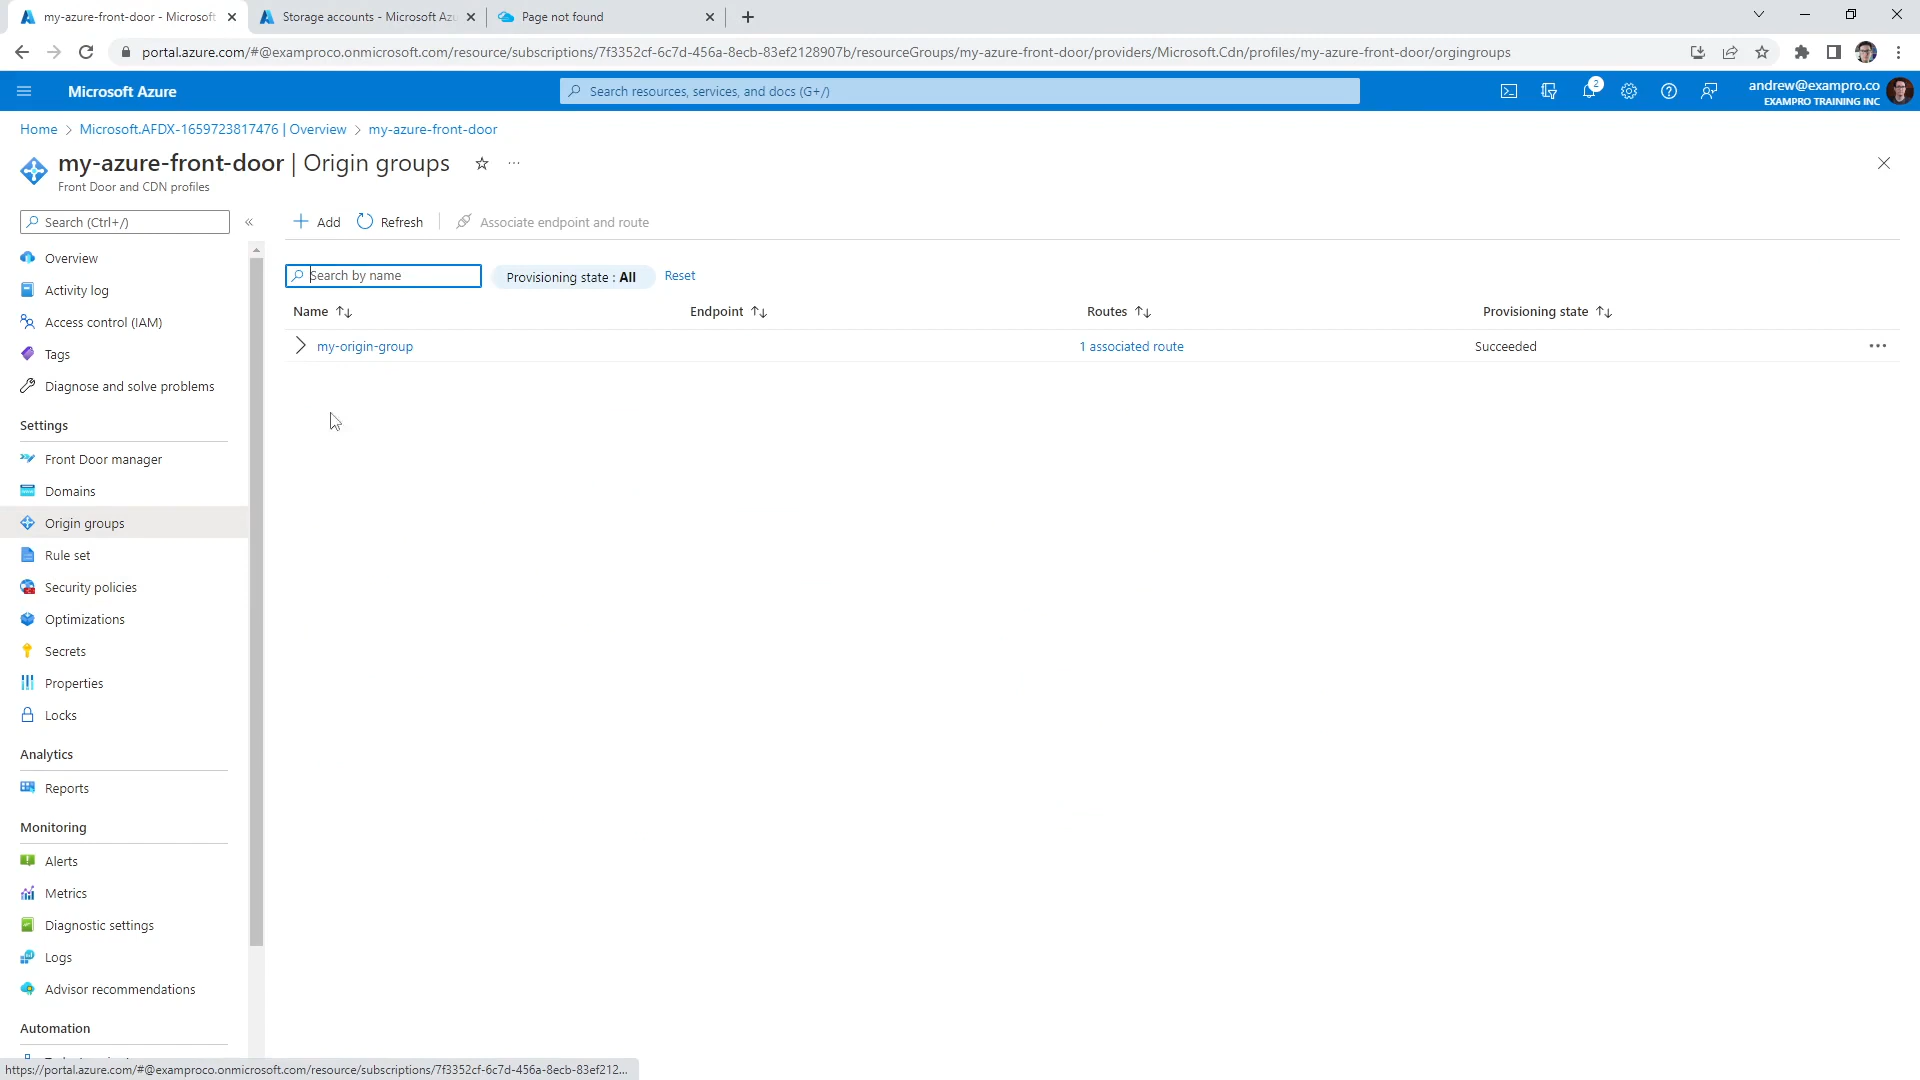 my-azure-front-door - Microsoft
Storage accounts - Microsoft Azu
Page not found
portal.azure.com/#@examproco.onmicrosoft.com/resource/subscriptions/7f3352cf-6c7d-456a-8ecb-83ef2128907b/resourceGroups/my-azure-front-door/providers/Microsoft.Cdn/profiles/my-azure-front-door/orgingroups
Microsoft Azure
Search resources, services, and docs (G+/)
2
andrew@exampro.co
EXAMPRO TRAINING INC
Home > Microsoft.AFDX-1659723817476 | Overview > my-azure-front-door
my-azure-front-door | Origin groups
Front Door and CDN profiles
Search (Ctrl+/)
Overview
Activity log
Access control (IAM)
Tags
Diagnose and solve problems
Settings
Front Door manager
Domains
Origin groups
Rule set
Security policies
Optimizations
Secrets
Properties
Locks
Analytics
Reports
Monitoring
Alerts
Metrics
Diagnostic settings
Logs
Advisor recommendations
Automation
Add
Refresh
Associate endpoint and route
Search by name
Provisioning state : All
Reset
Name
Endpoint
Routes
Provisioning state
my-origin-group
1 associated route
Succeeded
https://portal.azure.com/#@examproco.onmicrosoft.com/resource/subscriptions/7f3352cf-6c7d-456a-8ecb-83ef212...